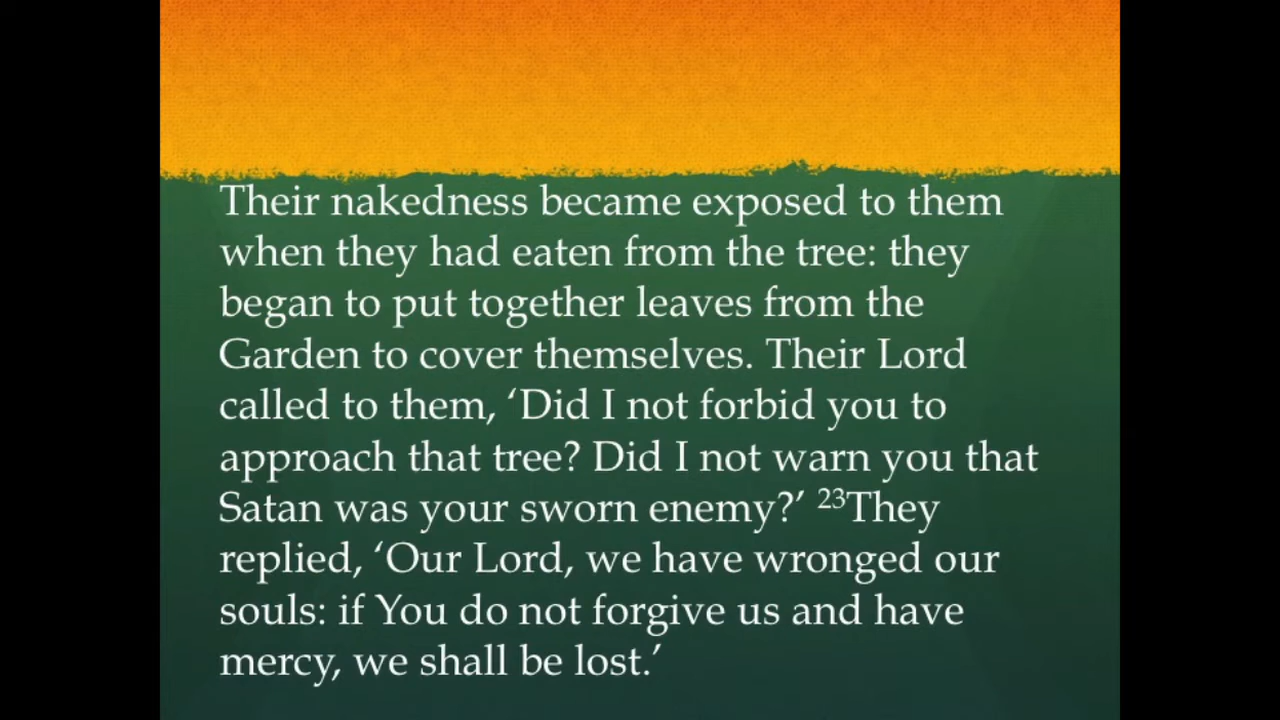 Their nakedness became exposed to them
when they had eaten from the tree: they
began to put together leaves from the
Garden to cover themselves. Their Lord
called to them, ‘Did I not forbid you to
approach that tree? Did I not warn you that
Satan was your sworn enemy?’ ²³They
replied, ‘Our Lord, we have wronged our
souls: if You do not forgive us and have
mercy, we shall be lost.’